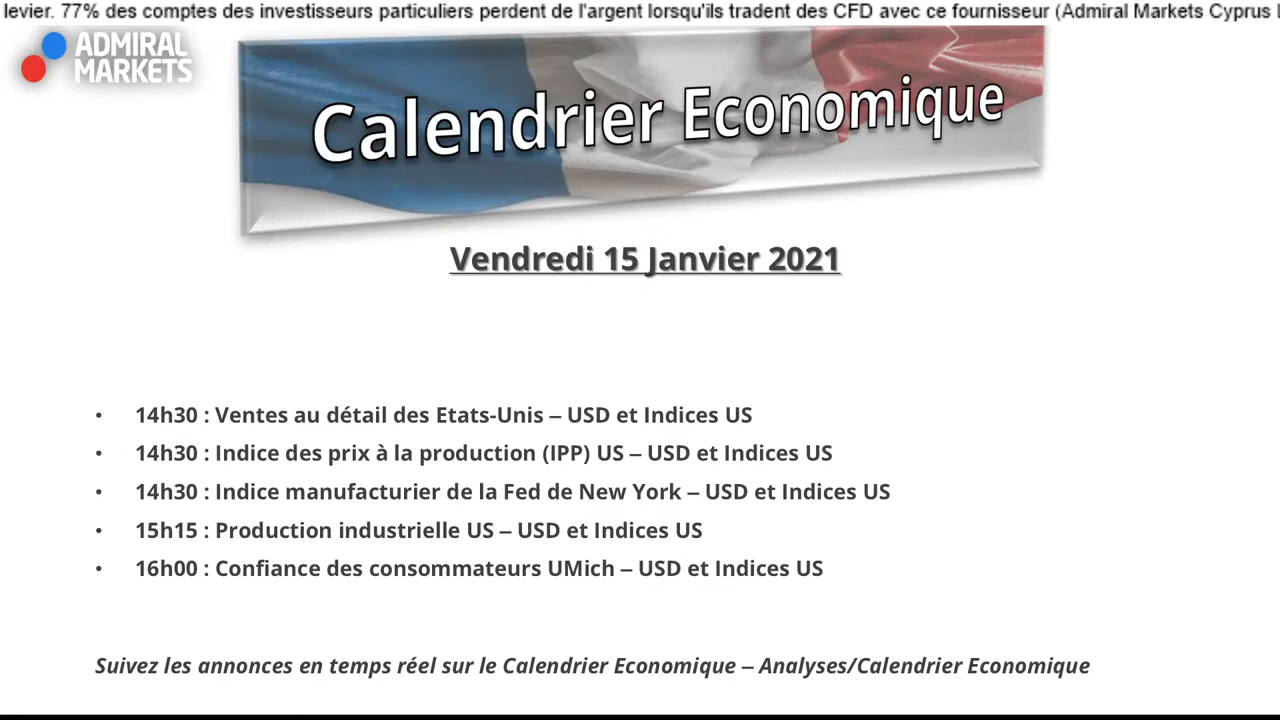 levier. 77% des comptes des investisseurs particuliers perdent de l'argent lorsqu'ils tradent des CFD avec ce fournisseur (Admiral Markets Cyprus
ADMIRAL
MARKETS
Calendrier Economique
Vendredi 15 Janvier 2021
• 14h30 : Ventes au détail des Etats-Unis – USD et Indices US
• 14h30 : Indice des prix à la production (IPP) US – USD et Indices US
• 14h30 : Indice manufacturier de la Fed de New York – USD et Indices US
• 15h15 : Production industrielle US – USD et Indices US
• 16h00 : Confiance des consommateurs UMich – USD et Indices US
Suivez les annonces en temps réel sur le Calendrier Economique – Analyses/Calendrier Economique